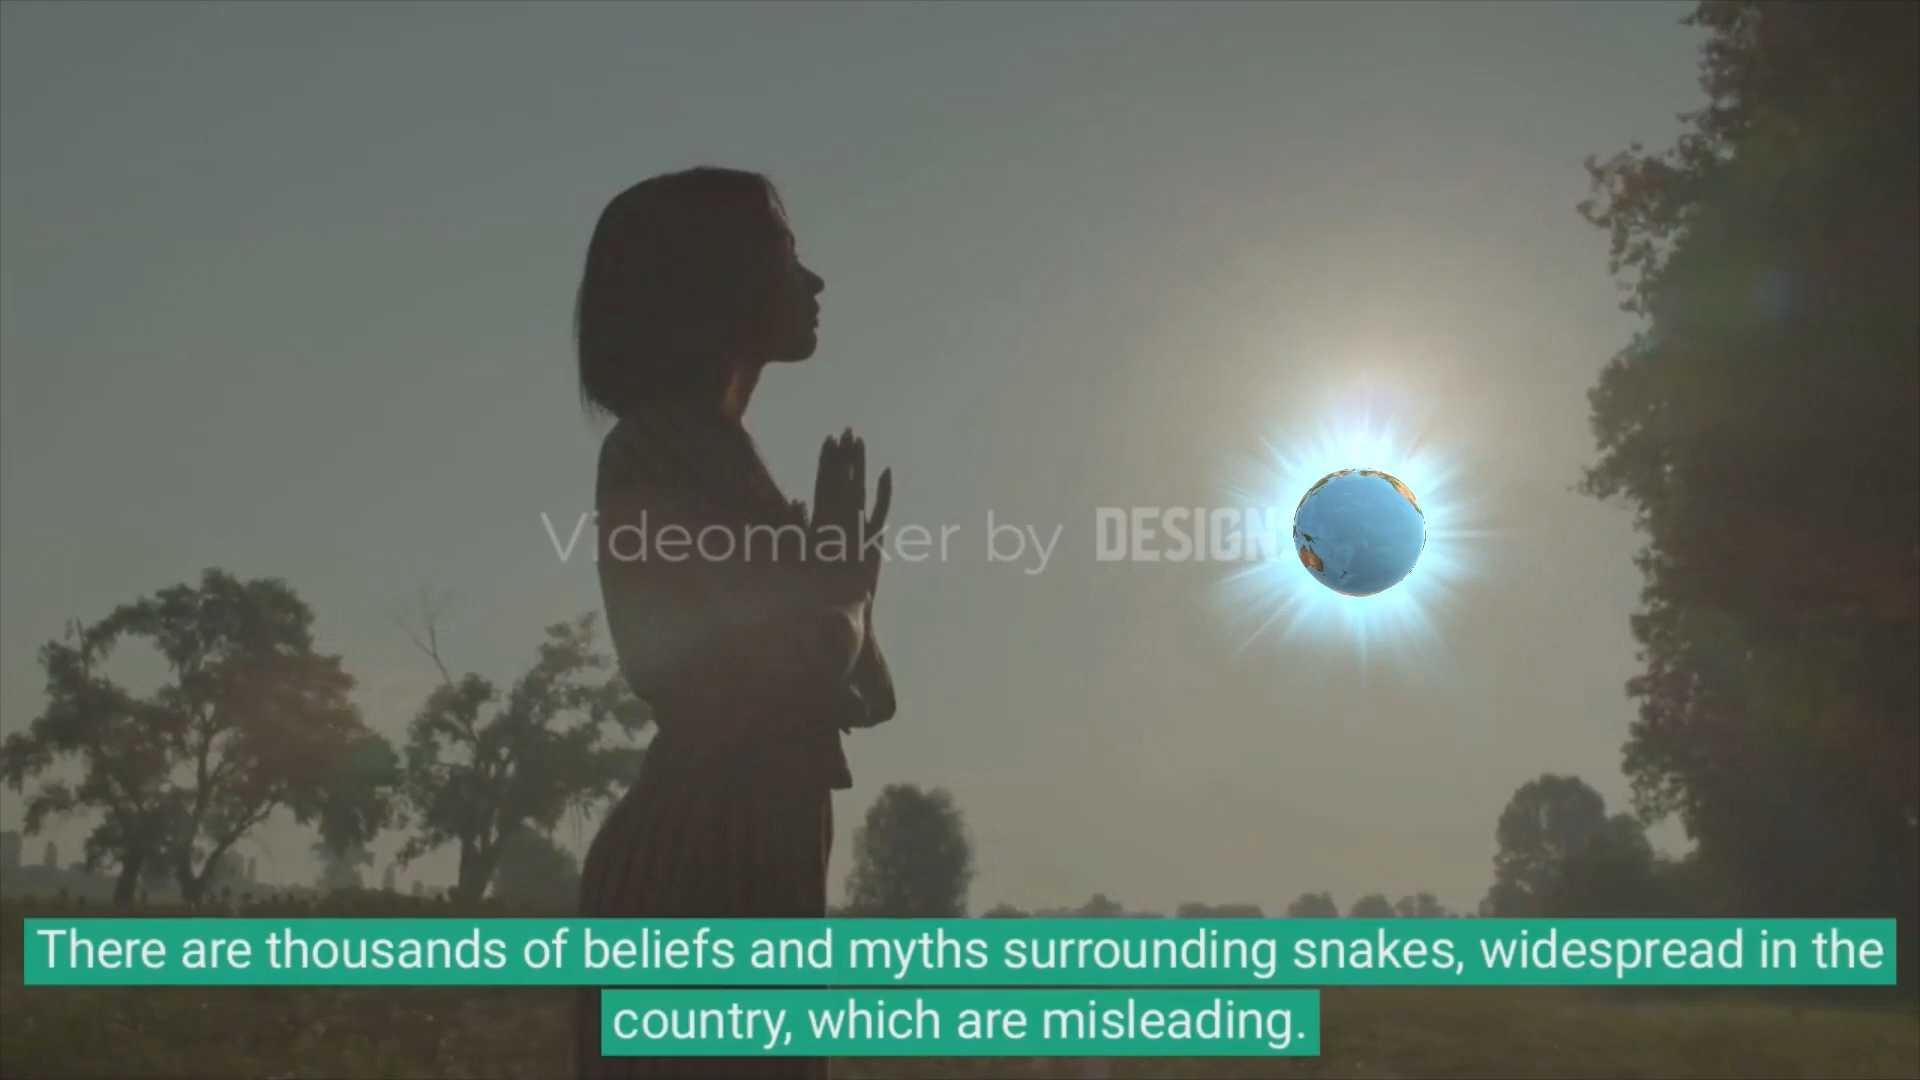 Videomaker by DESIGN
There are thousands of beliefs and myths surrounding snakes, widespread in the
country, which are misleading.